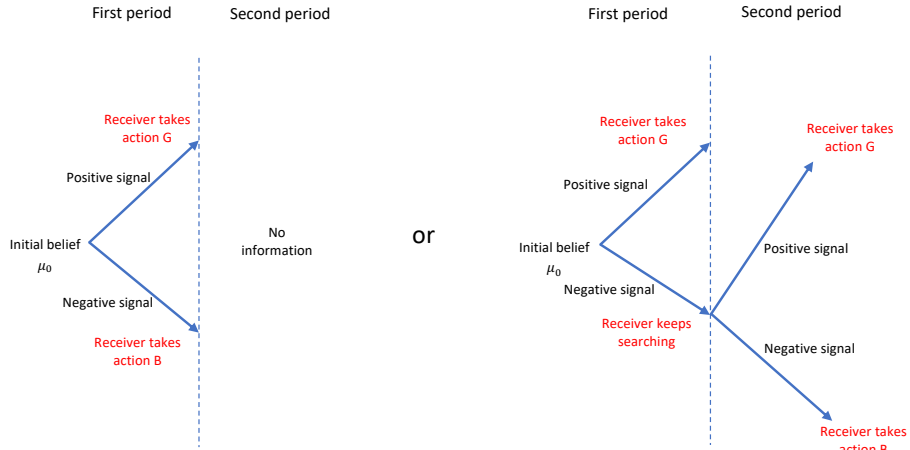 First period
Second period
Receiver takes
action G
Positive signal
Initial belief
μ0
No
information
Negative signal
Receiver takes
action B
or
First period
Second period
Receiver takes
action G
Receiver takes
action G
Positive signal
Initial belief
μ0
Positive signal
Negative signal
Receiver keeps
searching
Negative signal
Receiver takes
action B